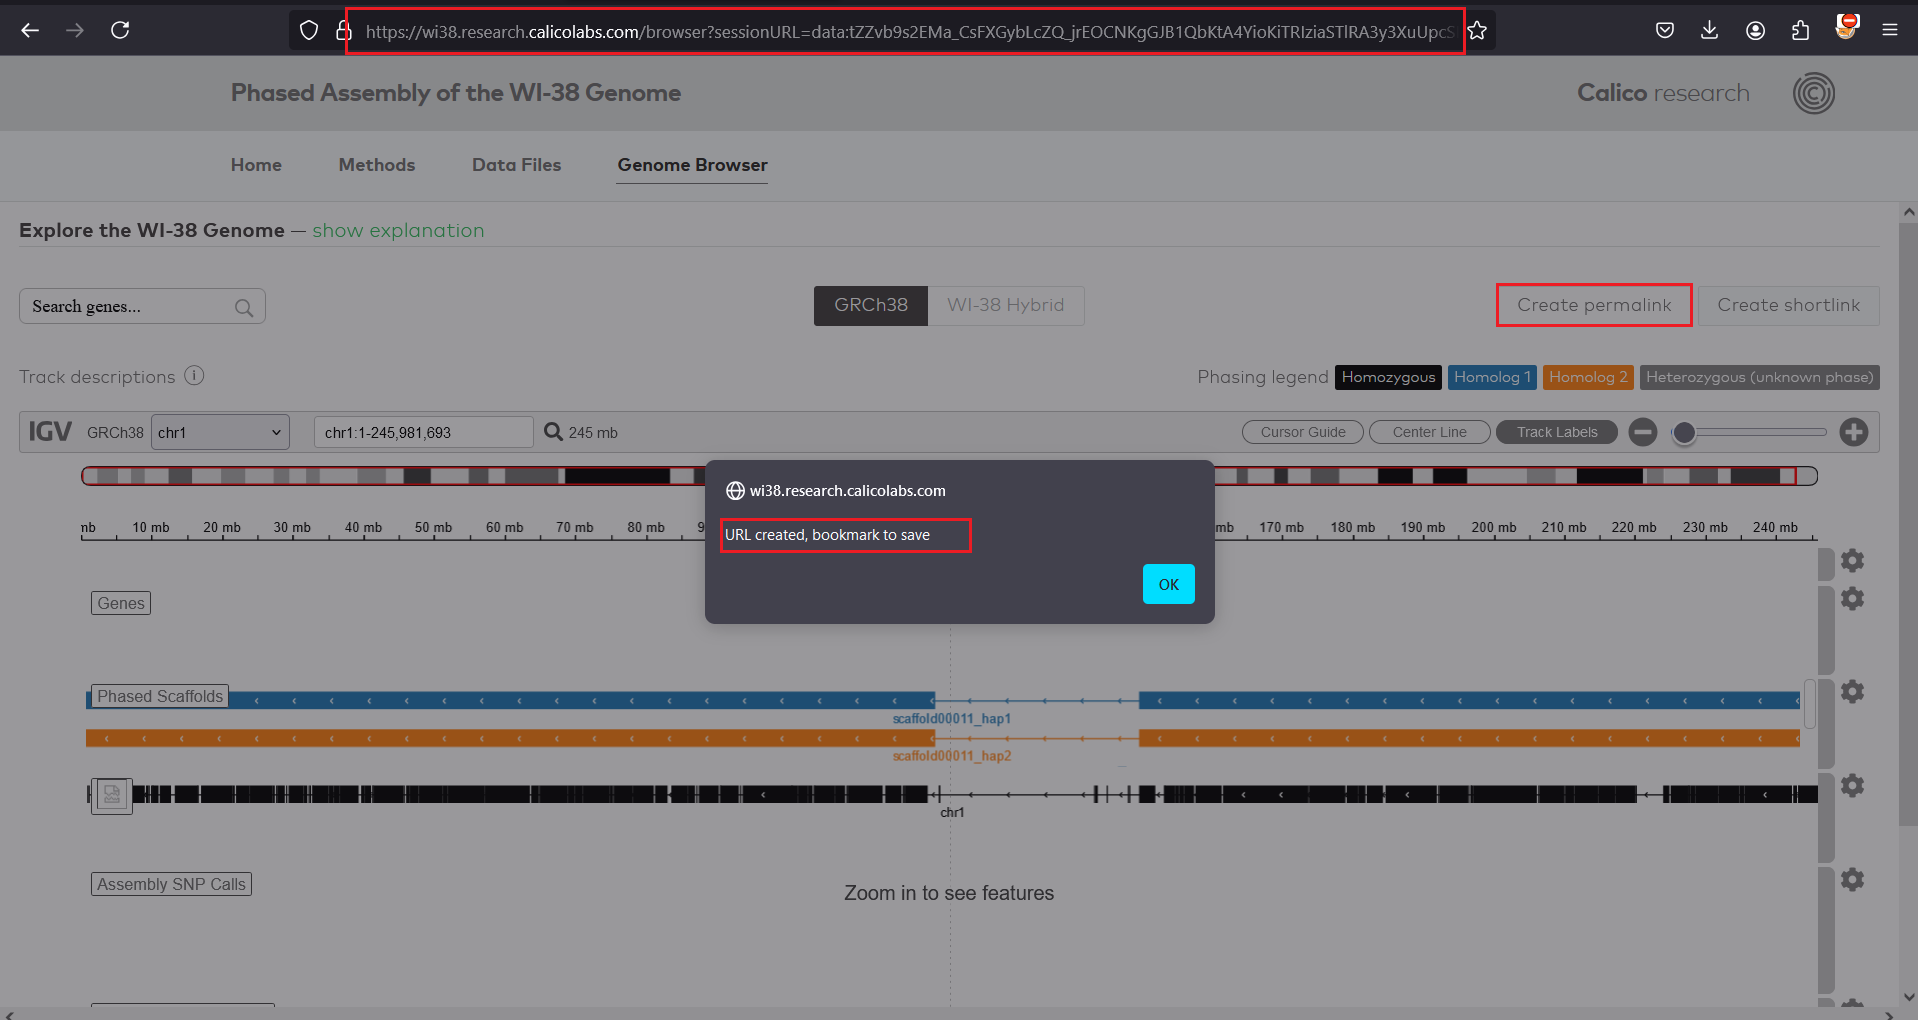 https://wi38.research.calicolabs.com/browser?sessionURL=data:tZZvb9s2EMa_CsFXGybLcZQ_jrEOCNKgGJB1QbKtA4YioKiTRIziaSTlRA3y3XuUpcS
Phased Assembly of the WI-38 Genome
Calico research
Home Methods Data Files Genome Browser
Explore the WI-38 Genome — show explanation
Search genes...
GRCh38 WI-38 Hybrid
Create permalink Create shortlink
Track descriptions i
Phasing legend Homozygous Homolog 1 Homolog 2 Heterozygous (unknown phase)
IGV GRCh38 chr1 chr1:1-245,981,693 245 mb
Cursor Guide Center Line Track Labels
wi38.research.calicolabs.com
mb 10 mb 20 mb 30 mb 40 mb 50 mb 60 mb 70 mb 80 mb 9 mb 170 mb 180 mb 190 mb 200 mb 210 mb 220 mb 230 mb 240 mb
URL created, bookmark to save
OK
Genes
Phased Scaffolds
scaffold00011_hap1
scaffold00011_hap2
chr1
Assembly SNP Calls
Zoom in to see features